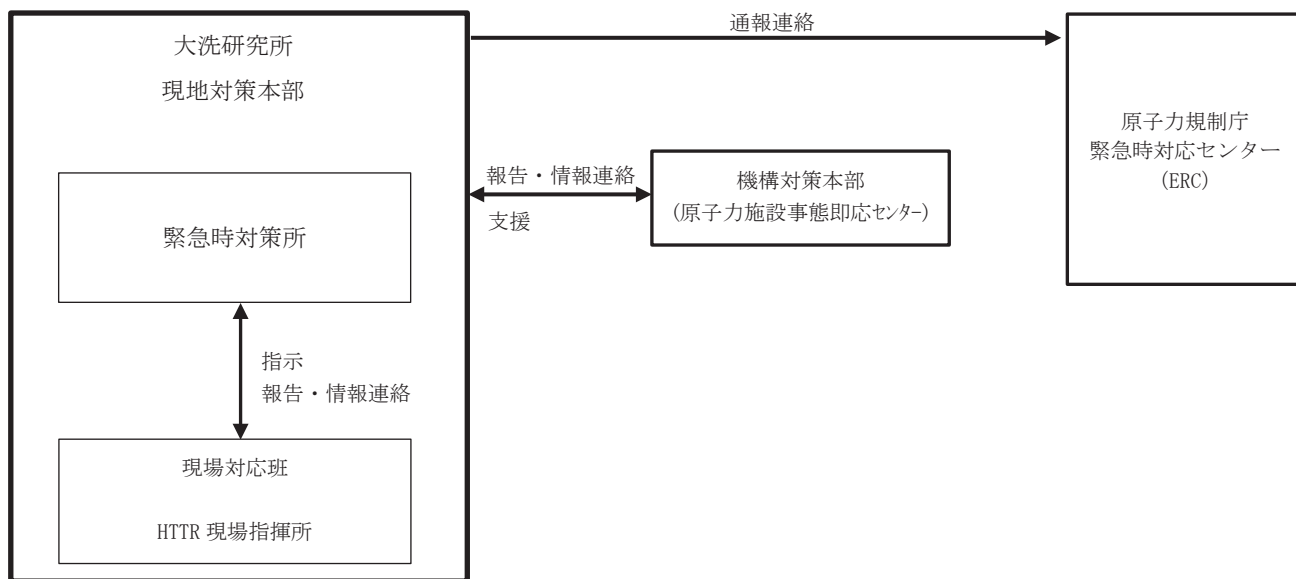 大洗研究所
現地対策本部
緊急時対策所
指示
報告・情報連絡
現場対応班
HTTR 現場指揮所
通報連絡
報告・情報連絡
支援
機構対策本部
(原子力施設事態即応センター)
原子力規制庁
緊急時対応センター
(ERC)